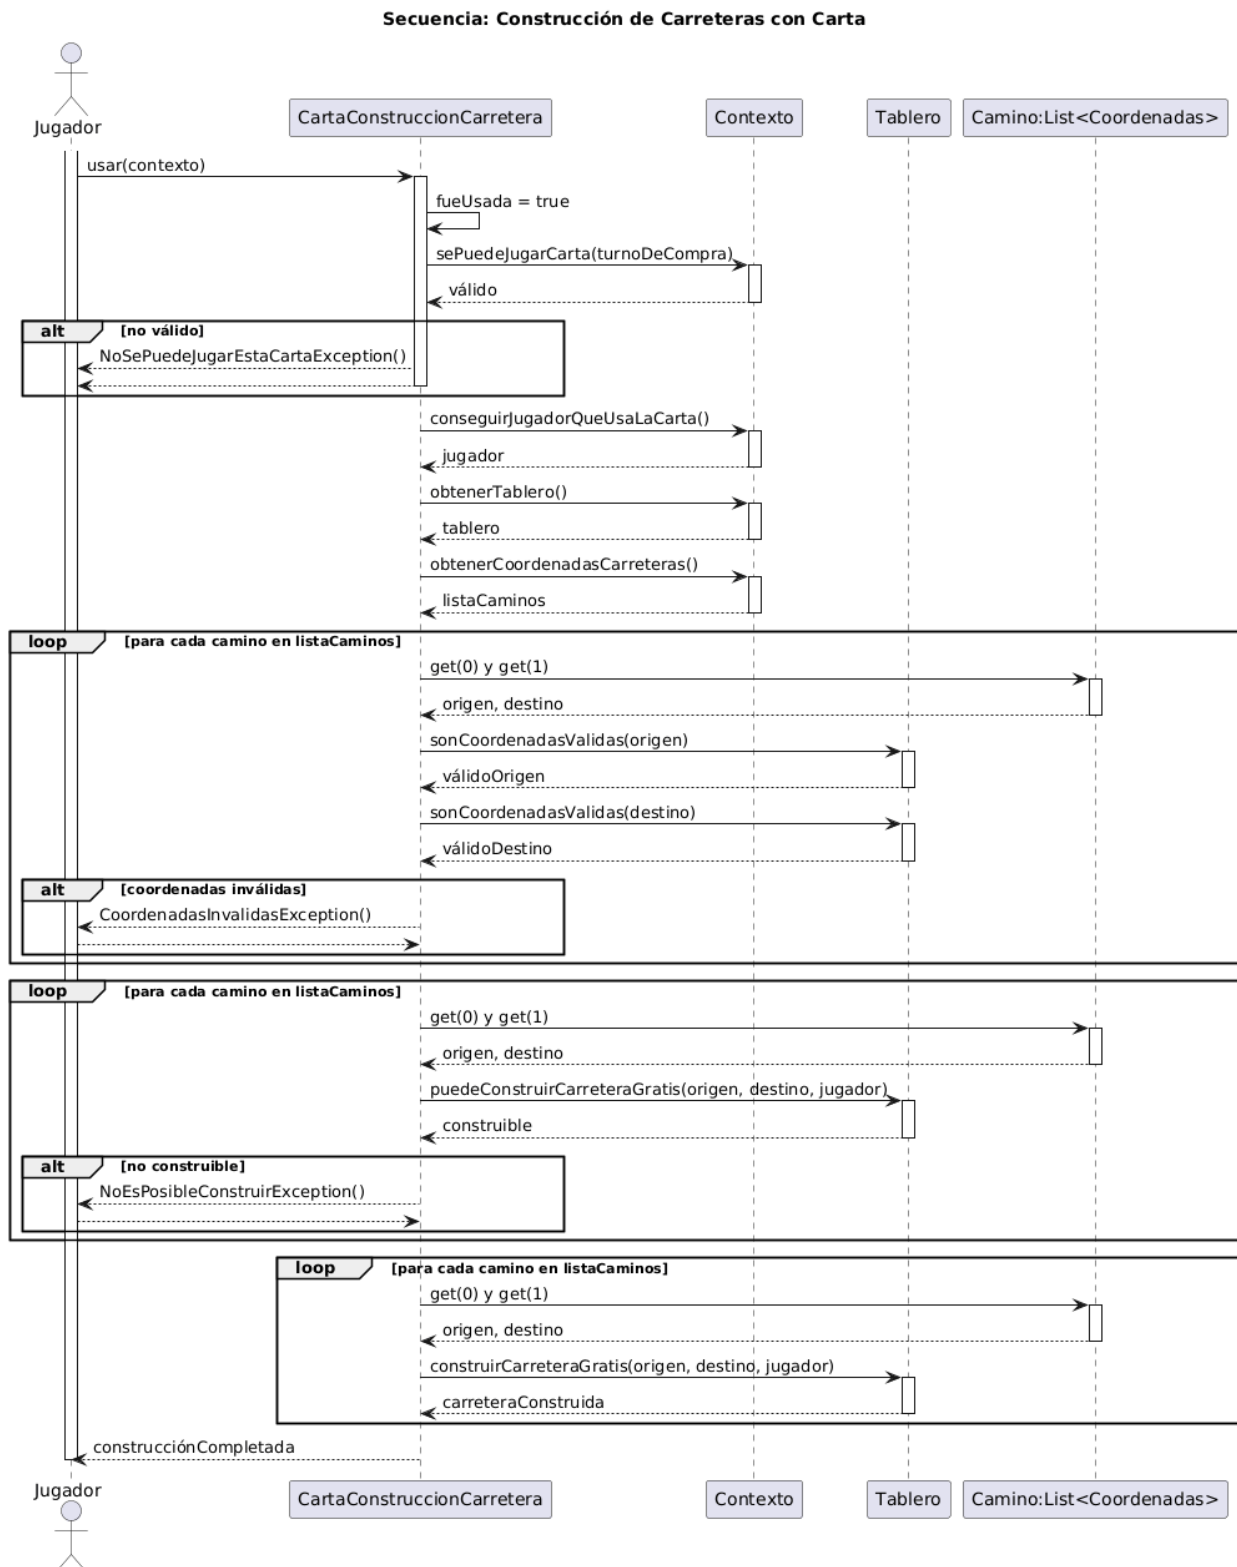 Secuencia: Construcción de Carreteras con Carta
Jugador
CartaConstruccionCarretera
Contexto
Tablero
Camino:List<Coordenadas>
usar(contexto)
fueUsada = true
sePuedeJugarCarta(turnoDeCompra)
válido
alt
[no válido]
NoSePuedeJugarEstaCartaException()
conseguirJugadorQueUsaLaCarta()
jugador
obtenerTablero()
tablero
obtenerCoordenadasCarreteras()
listaCaminos
loop
[para cada camino en listaCaminos]
get(0) y get(1)
origen, destino
sonCoordenadasValidas(origen)
válidoOrigen
sonCoordenadasValidas(destino)
válidoDestino
alt
[coordenadas inválidas]
CoordenadasInvalidasException()
loop
[para cada camino en listaCaminos]
get(0) y get(1)
origen, destino
puedeConstruirCarreteraGratis(origen, destino, jugador)
construible
alt
[no construible]
NoEsPosibleConstruirException()
loop
[para cada camino en listaCaminos]
get(0) y get(1)
origen, destino
construirCarreteraGratis(origen, destino, jugador)
carreteraConstruida
construcciónCompletada
Jugador
CartaConstruccionCarretera
Contexto
Tablero
Camino:List<Coordenadas>